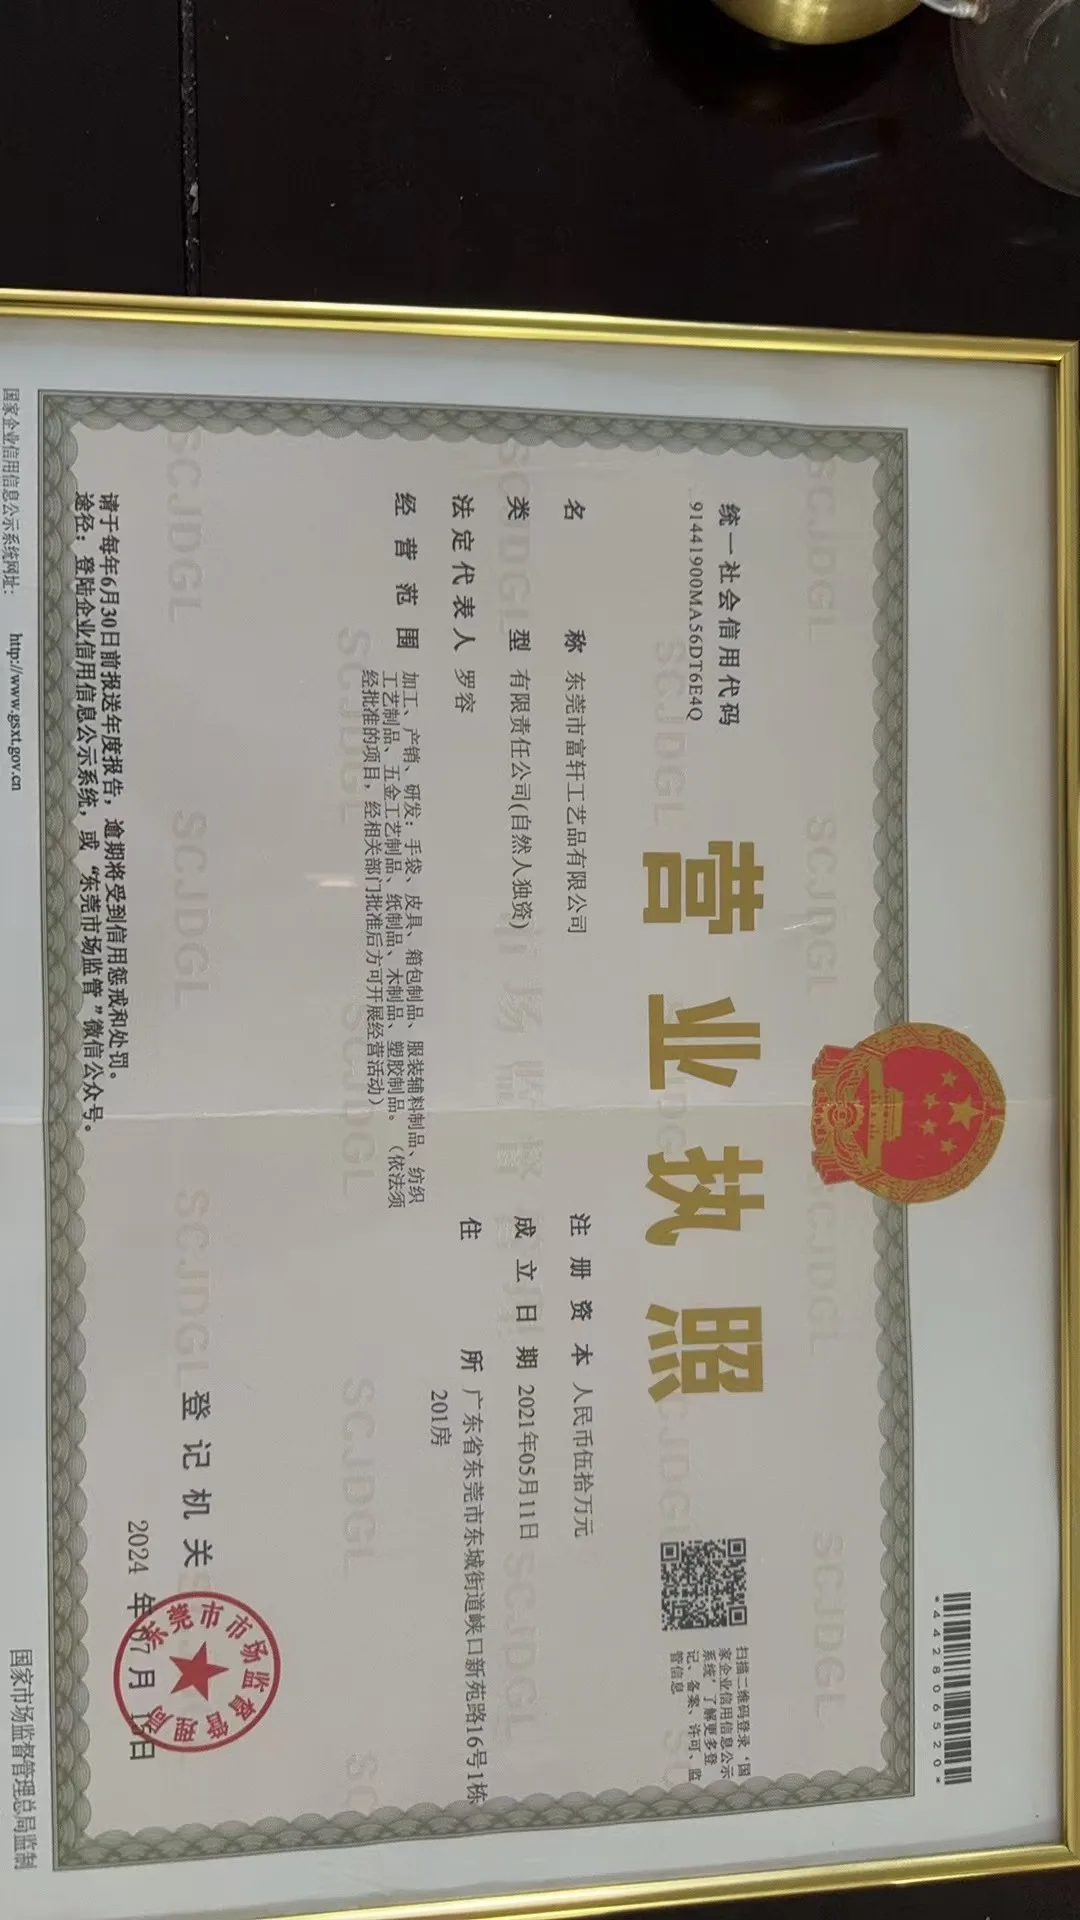 *442806520*
营业执照
统一社会信用代码
91441900MA56DT6E4Q
扫描二维码登录‘国
家企业信用信息公示
系统’了解更多登
记、备案、许可、监
管信息
名称 东莞市富轩工艺品有限公司
类型 有限责任公司(自然人独资)
法定代表人 罗容
经营范围 加工、产销、研发：手袋、皮具、箱包制品、服装辅料制品、纺织
工艺制品、五金工艺制品、纸制品、木制品、塑胶制品。（依法须
经批准的项目，经相关部门批准后方可开展经营活动）
注册资本 人民币伍拾万元
成立日期 2021年05月11日
住所 广东省东莞市东城街道峡口新苑路16号1栋
201房
登记机关
2024 年 07 月 15日
东莞市市场监督管理局
请于每年6月30日前报送年度报告，逾期将受到信用惩戒和处罚。
途径：登陆企业信用信息公示系统，或“东莞市场监管”微信公众号。
国家企业信用信息公示系统网址： http://www.gsxt.gov.cn
国家市场监督管理总局监制
SCJDGL
市场监督管理